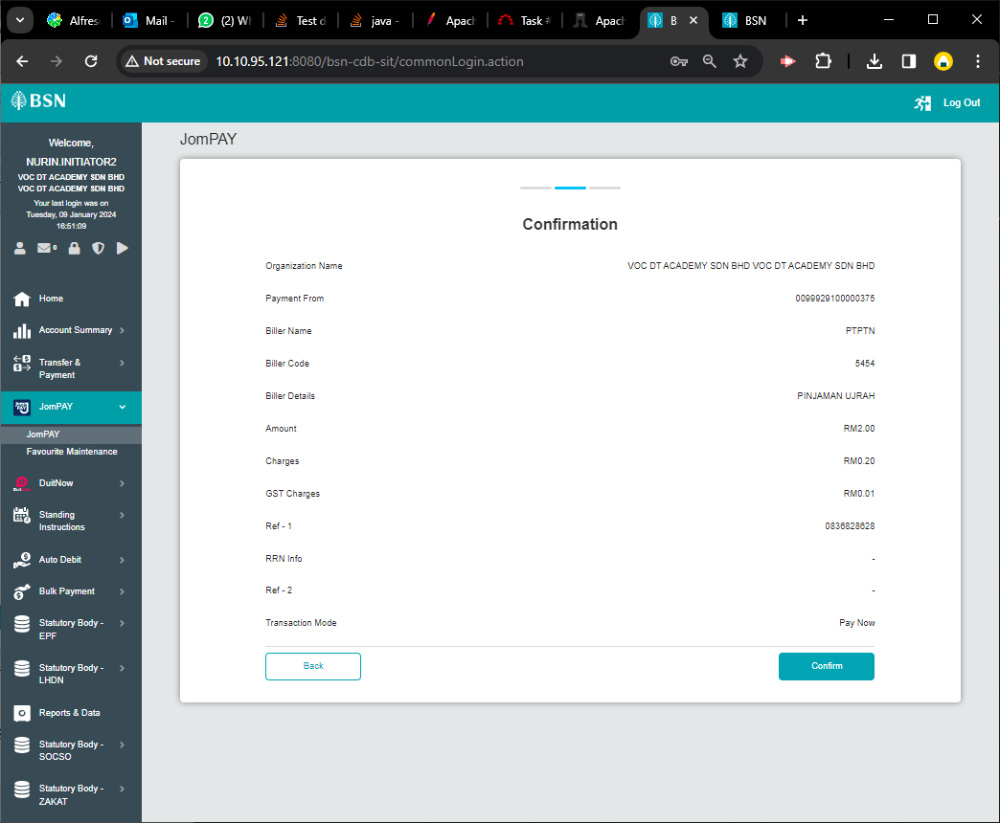 Alfres
Mail -
(2) W
Test d
java -
Apach
Task #
Apach
B
BSN
Not secure 10.10.95.121:8080/bsn-cdb-sit/commonLogin.action
BSN
Log Out
Welcome,
NURIN.INITIATOR2
VOC DT ACADEMY SDN BHD
VOC DT ACADEMY SDN BHD
Your last login was on
Tuesday, 09 January 2024
16:51:09
0
Home
Account Summary
Transfer &
Payment
JomPAY
JomPAY
Favourite Maintenance
DuitNow
Standing
Instructions
Auto Debit
Bulk Payment
Statutory Body -
EPF
Statutory Body -
LHDN
Reports & Data
Statutory Body -
SOCSO
Statutory Body -
ZAKAT
JomPAY
Confirmation
Organization Name VOC DT ACADEMY SDN BHD VOC DT ACADEMY SDN BHD
Payment From 0099929100000375
Biller Name PTPTN
Biller Code 5454
Biller Details PINJAMAN UJRAH
Amount RM2.00
Charges RM0.20
GST Charges RM0.01
Ref - 1 0836828628
RRN Info -
Ref - 2 -
Transaction Mode Pay Now
Back Confirm